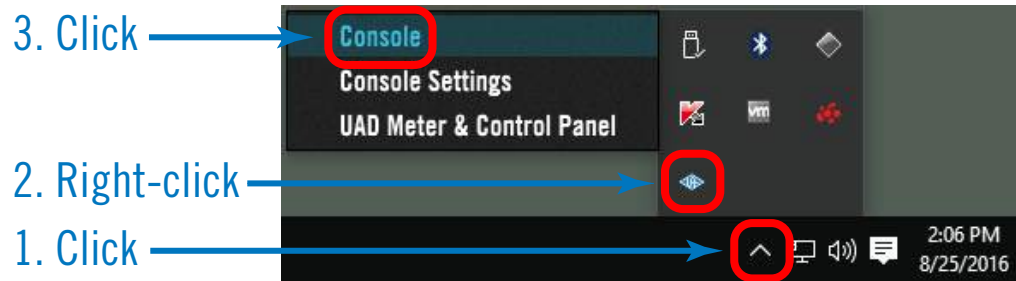 3. Click
Console
Console Settings
UAD Meter & Control Panel
vm
2. Right-click
1. Click
2:06 PM
8/25/2016